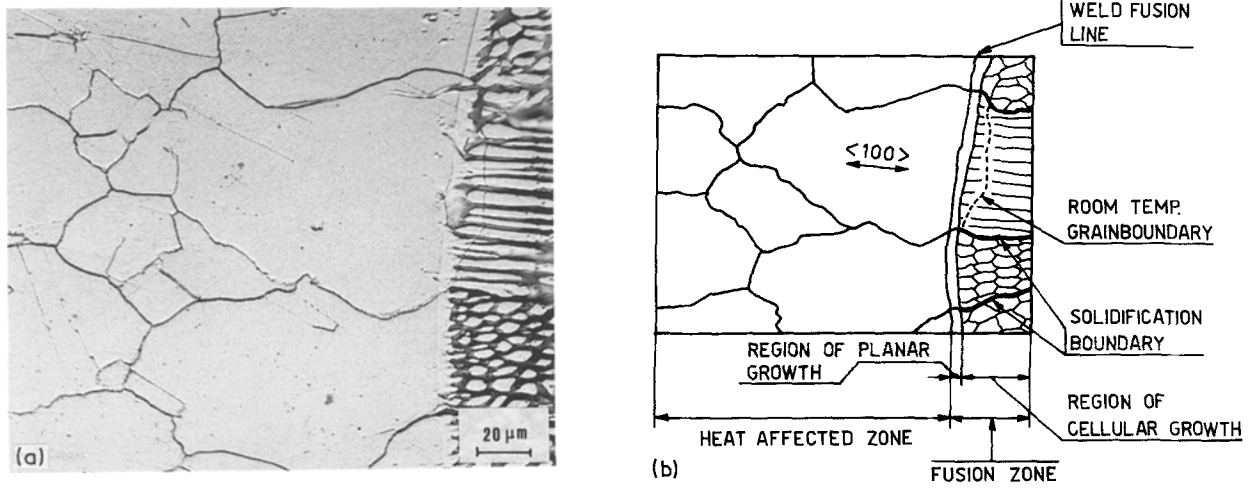 (a)
20 μm
WELD FUSION
LINE
<100>
ROOM TEMP.
GRAINBOUNDARY
SOLIDIFICATION
BOUNDARY
REGION OF PLANAR
GROWTH
REGION OF
CELLULAR GROWTH
HEAT AFFECTED ZONE
FUSION ZONE
(b)